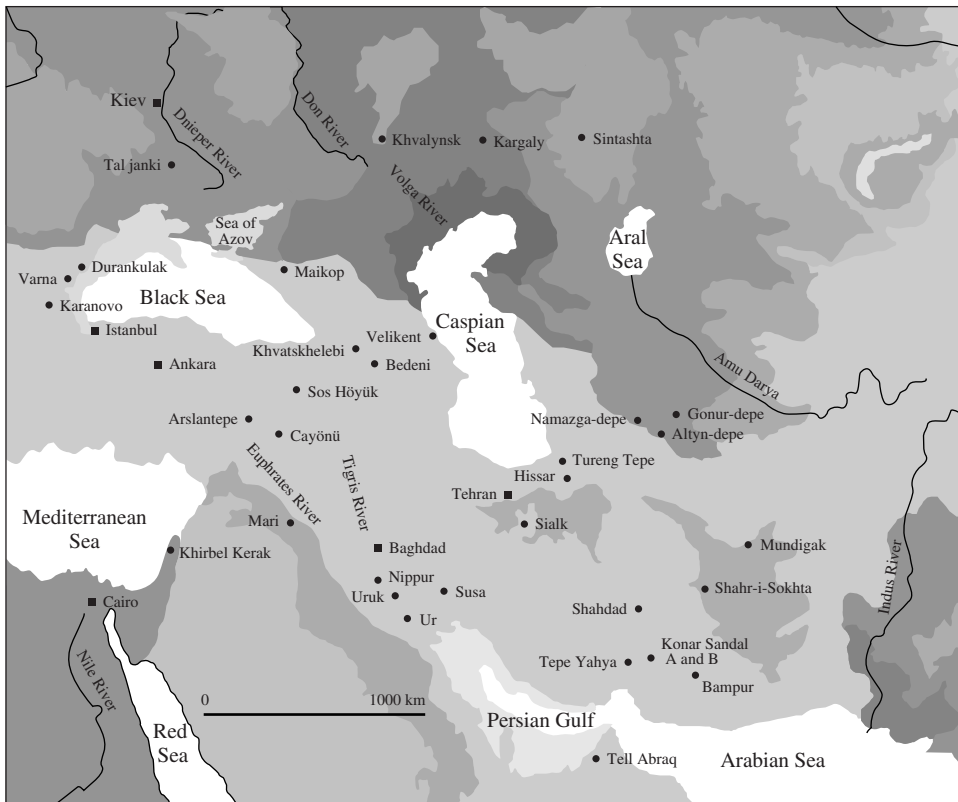 Kiev
Dnieper River
Don River
Khvalynsk
Kargaly
Sintashta
Tal janki
Volga River
Sea of
Azov
Aral
Sea
Durankulak
Maikop
Varna
Black Sea
Karanovo
Istanbul
Velikent
Caspian
Sea
Khvatskhelebi
Bedeni
Ankara
Amu Darya
Sos Höyük
Arslantepe
Cayönü
Namazga-depe
Gonur-depe
Altyn-depe
Euphrates River
Tigris River
Tureng Tepe
Hissar
Tehran
Mediterranean
Sea
Mari
Sialk
Khirbel Kerak
Baghdad
Mundigak
Indus River
Nippur
Uruk
Susa
Shahr-i-Sokhta
Cairo
Ur
Shahdad
Nile River
Konar Sandal
A and B
Tepe Yahya
Bampur
0
1000 km
Red
Sea
Persian Gulf
Tell Abraq
Arabian Sea